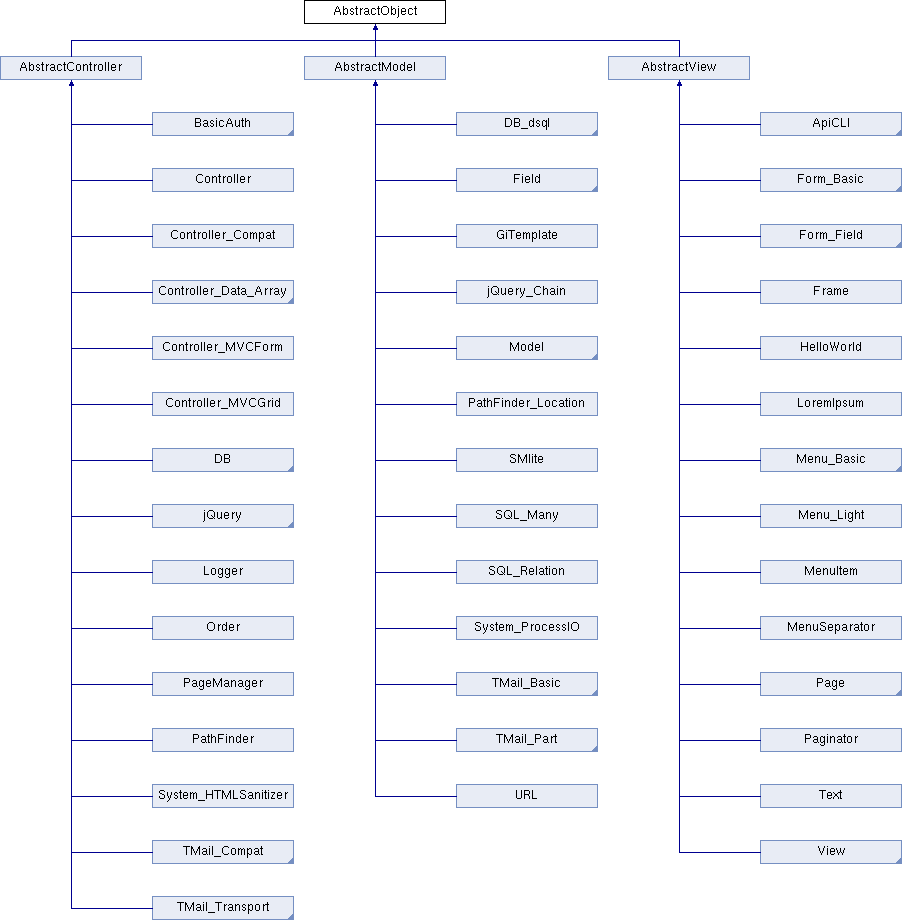 AbstractObject
AbstractController
AbstractModel
AbstractView
BasicAuth
DB_dsql
ApiCLI
Controller
Field
Form_Basic
Controller_Compat
GiTemplate
Form_Field
Controller_Data_Array
jQuery_Chain
Frame
Controller_MVCForm
Model
HelloWorld
Controller_MVCGrid
PathFinder_Location
LoremIpsum
DB
SMlite
Menu_Basic
jQuery
SQL_Many
Menu_Light
Logger
SQL_Relation
MenuItem
Order
System_ProcessIO
MenuSeparator
PageManager
TMail_Basic
Page
PathFinder
TMail_Part
Paginator
System_HTMLSanitizer
URL
Text
TMail_Compat
View
TMail_Transport